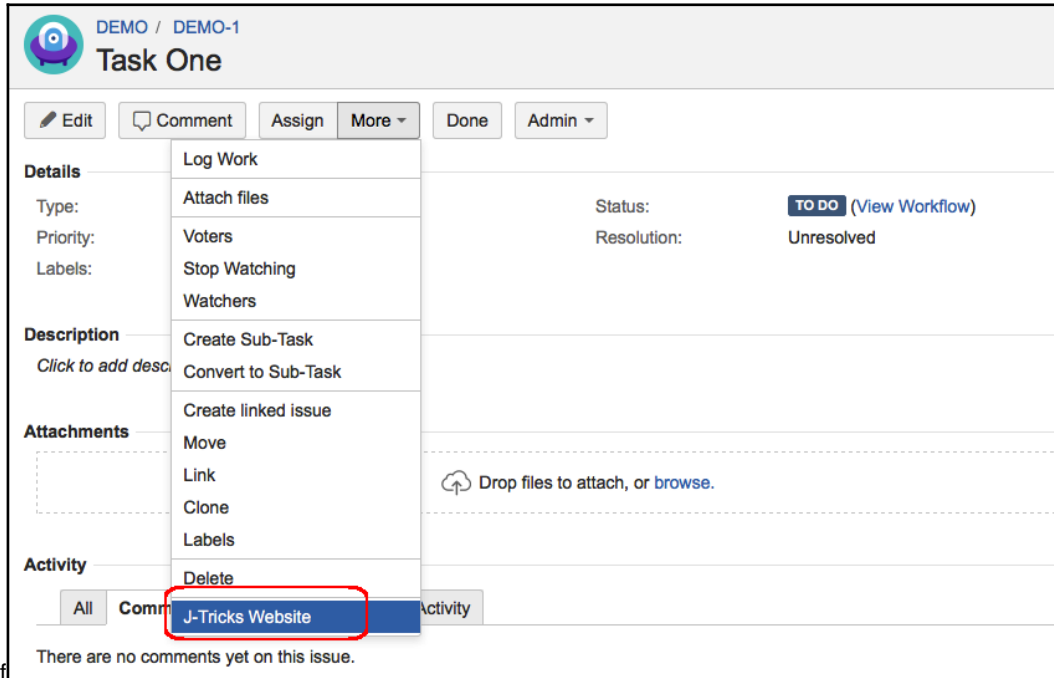 DEMO / DEMO-1
Task One
Edit Comment Assign More Done Admin
Log Work
Details
Attach files
Type: Status: TO DO (View Workflow)
Priority: Voters Resolution: Unresolved
Labels: Stop Watching
Watchers
Description
Create Sub-Task
Click to add desc
Convert to Sub-Task
Create linked issue
Attachments
Move
Link
Drop files to attach, or browse.
Clone
Labels
Activity
Delete
All Comm J-Tricks Website Activity
There are no comments yet on this issue.
f